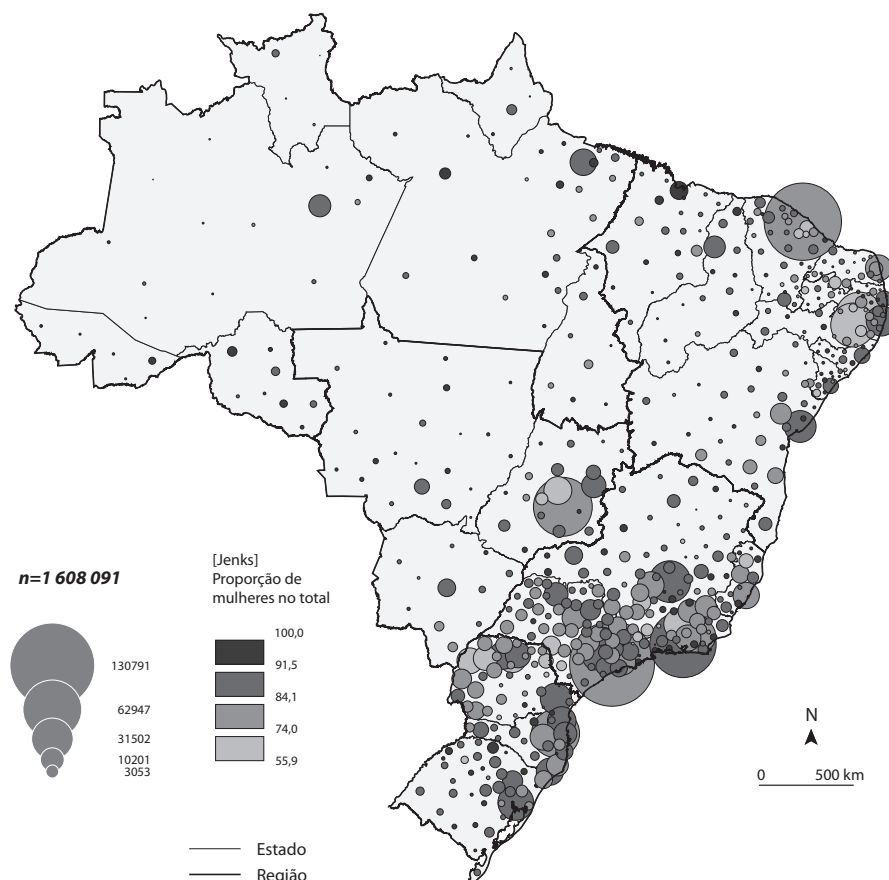 n=1 608 091
130791
62947
31502
10201
3053
[Jenks]
Proporção de
mulheres no total
100,0
91,5
84,1
74,0
55,9
Estado
Região
N
0 500 km